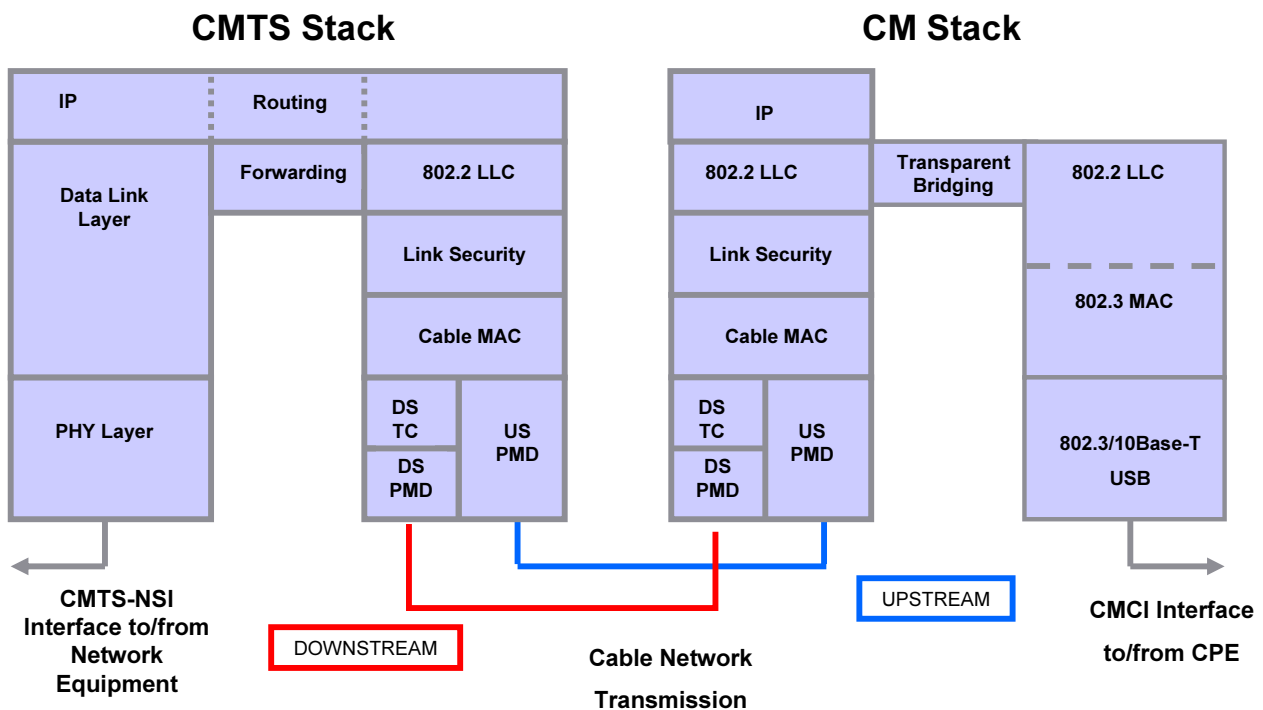 CMTS Stack
CM Stack
IP
Routing
Forwarding
802.2 LLC
Data Link
Layer
Link Security
Cable MAC
PHY Layer
DS
TC
US
PMD
DS
PMD
IP
802.2 LLC
Transparent
Bridging
802.2 LLC
Link Security
Cable MAC
802.3 MAC
DS
TC
US
PMD
DS
PMD
802.3/10Base-T
USB
CMTS-NSI
Interface to/from
Network
Equipment
DOWNSTREAM
Cable Network
Transmission
UPSTREAM
CMCI Interface
to/from CPE